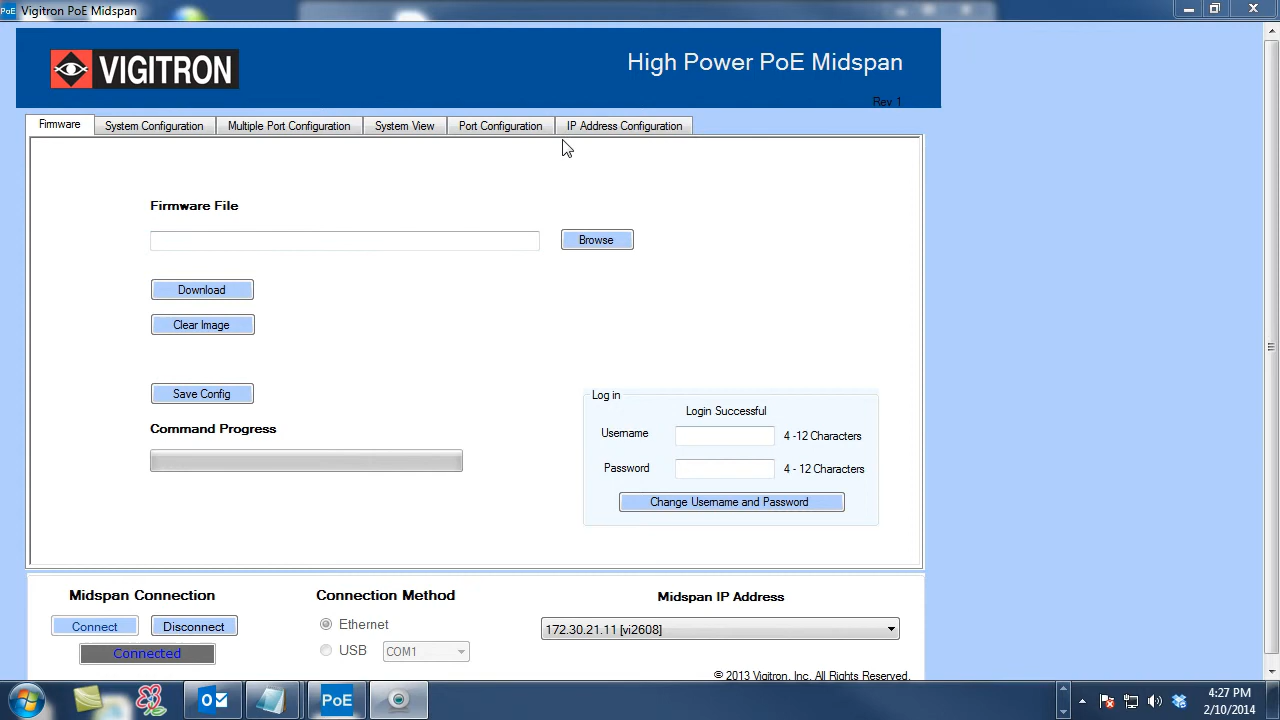 PoE Vigitron PoE Midspan
VIGITRON
High Power PoE Midspan
Rev 1
Firmware System Configuration Multiple Port Configuration System View Port Configuration IP Address Configuration
Firmware File
Browse
Download
Clear Image
Save Config
Command Progress
Log in
Login Successful
Username 4 -12 Characters
Password 4 - 12 Characters
Change Username and Password
Midspan Connection
Connect Disconnect
Connected
Connection Method
Ethernet
USB COM1
Midspan IP Address
172.30.21.11 [vi2608]
© 2013 Vigitron, Inc. All Rights Reserved.
PoE
4:27 PM
2/10/2014